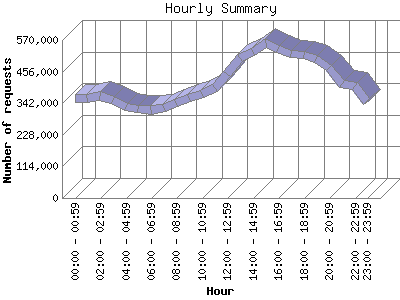 Hourly Summary
Number of requests
570,000
456,000
342,000
228,000
114,000
0
00:00 - 00:59
02:00 - 02:59
04:00 - 04:59
06:00 - 06:59
08:00 - 08:59
10:00 - 10:59
12:00 - 12:59
14:00 - 14:59
16:00 - 16:59
18:00 - 18:59
20:00 - 20:59
22:00 - 22:59
23:00 - 23:59
Hour